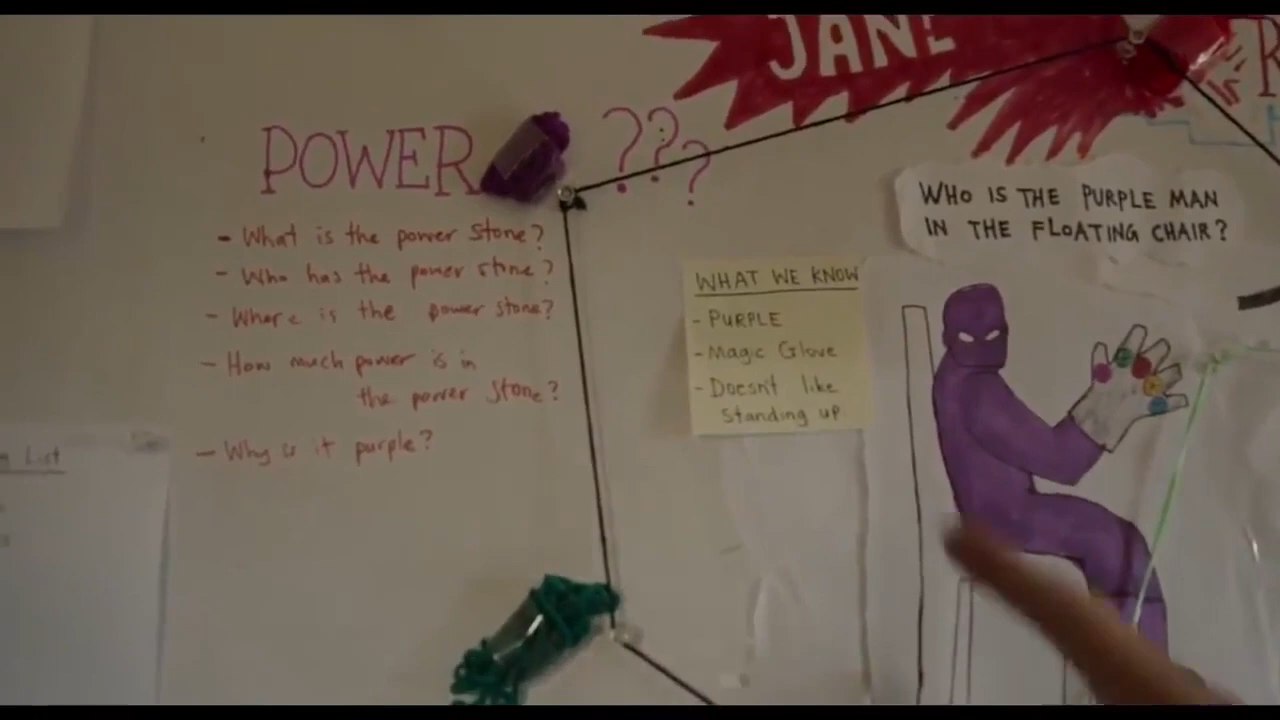 JANE
POWER ???
- What is the power stone?
- Who has the power stone?
- Where is the power stone?
- How much power is in
the power stone?
- Why is it purple?
List
WHO IS THE PURPLE MAN
IN THE FLOATING CHAIR?
WHAT WE KNOW
- PURPLE
- Magic Glove
- Doesn't like
standing up